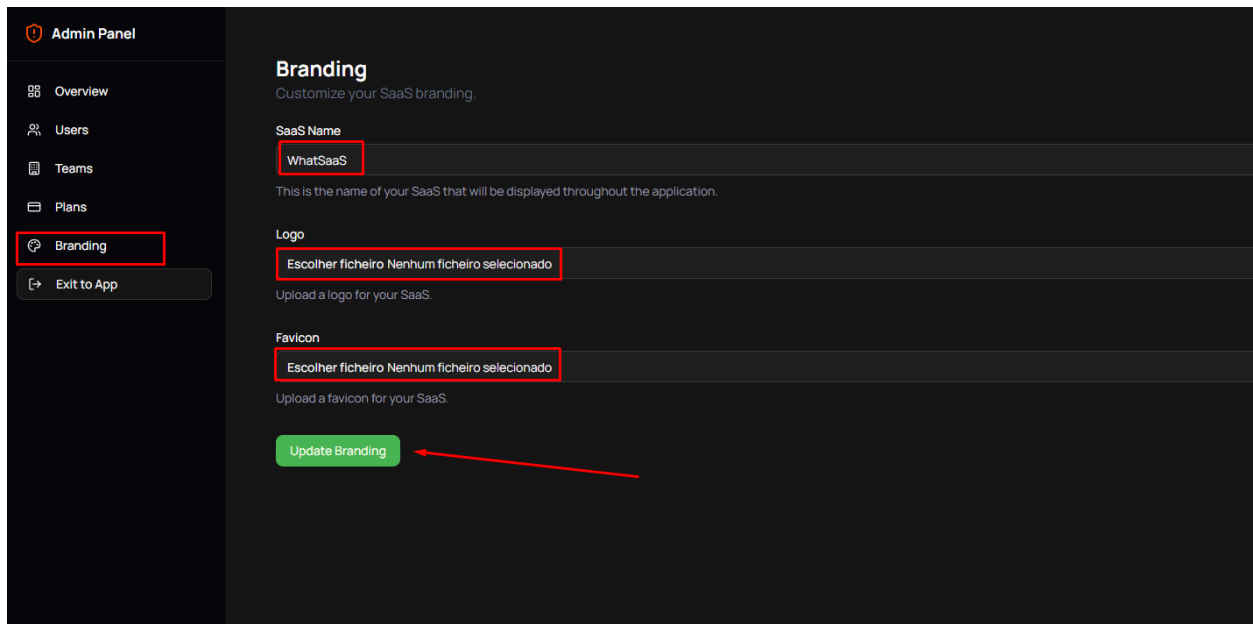 Admin Panel
Overview
Users
Teams
Plans
Branding
Exit to App
Branding
Customize your SaaS branding.
SaaS Name
WhatSaaS
This is the name of your SaaS that will be displayed throughout the application.
Logo
Escolher ficheiro Nenhum ficheiro selecionado
Upload a logo for your SaaS.
Favicon
Escolher ficheiro Nenhum ficheiro selecionado
Upload a favicon for your SaaS.
Update Branding